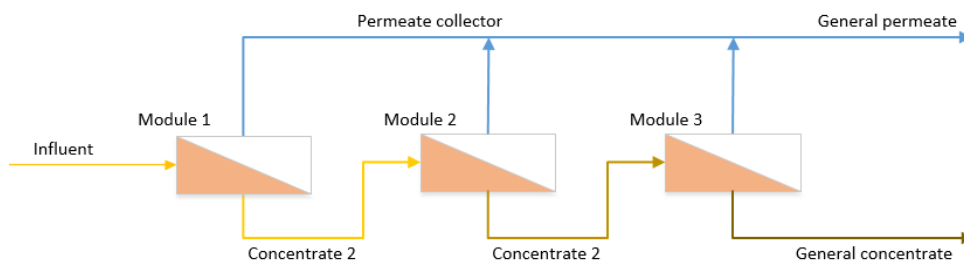 Permeate collector
General permeate
Module 1
Module 2
Module 3
Influent
Concentrate 2
Concentrate 2
General concentrate